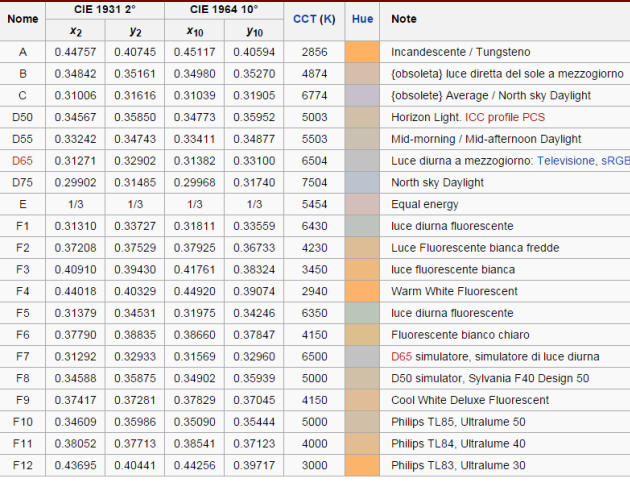 Nome CIE 1931 2° CIE 1964 10° CCT (K) Hue Note
x2 y2 x10 y10
A 0.44757 0.40745 0.45117 0.40594 2856 Incandescente / Tungsteno
B 0.34842 0.35161 0.34980 0.35270 4874 {obsoleta} luce diretta del sole a mezzogiorno
C 0.31006 0.31616 0.31039 0.31905 6774 {obsolete} Average / North sky Daylight
D50 0.34567 0.35850 0.34773 0.35952 5003 Horizon Light. ICC profile PCS
D55 0.33242 0.34743 0.33411 0.34877 5503 Mid-morning / Mid-afternoon Daylight
D65 0.31271 0.32902 0.31382 0.33100 6504 Luce diurna a mezzogiorno: Televisione, sRGB
D75 0.29902 0.31485 0.29968 0.31740 7504 North sky Daylight
E 1/3 1/3 1/3 1/3 5454 Equal energy
F1 0.31310 0.33727 0.31811 0.33559 6430 luce diurna fluorescente
F2 0.37208 0.37529 0.37925 0.36733 4230 Luce Fluorescente bianca fredde
F3 0.40910 0.39430 0.41761 0.38324 3450 luce fluorescente bianca
F4 0.44018 0.40329 0.44920 0.39074 2940 Warm White Fluorescent
F5 0.31379 0.34531 0.31975 0.34246 6350 luce diurna fluorescente
F6 0.37790 0.38835 0.38660 0.37847 4150 Fluorescente bianco chiaro
F7 0.31292 0.32933 0.31569 0.32960 6500 D65 simulatore, simulatore di luce diurna
F8 0.34588 0.35875 0.34902 0.35939 5000 D50 simulator, Sylvania F40 Design 50
F9 0.37417 0.37281 0.37829 0.37045 4150 Cool White Deluxe Fluorescent
F10 0.34609 0.35986 0.35090 0.35444 5000 Philips TL85, Ultralume 50
F11 0.38052 0.37713 0.38541 0.37123 4000 Philips TL84, Ultralume 40
F12 0.43695 0.40441 0.44256 0.39717 3000 Philips TL83, Ultralume 30